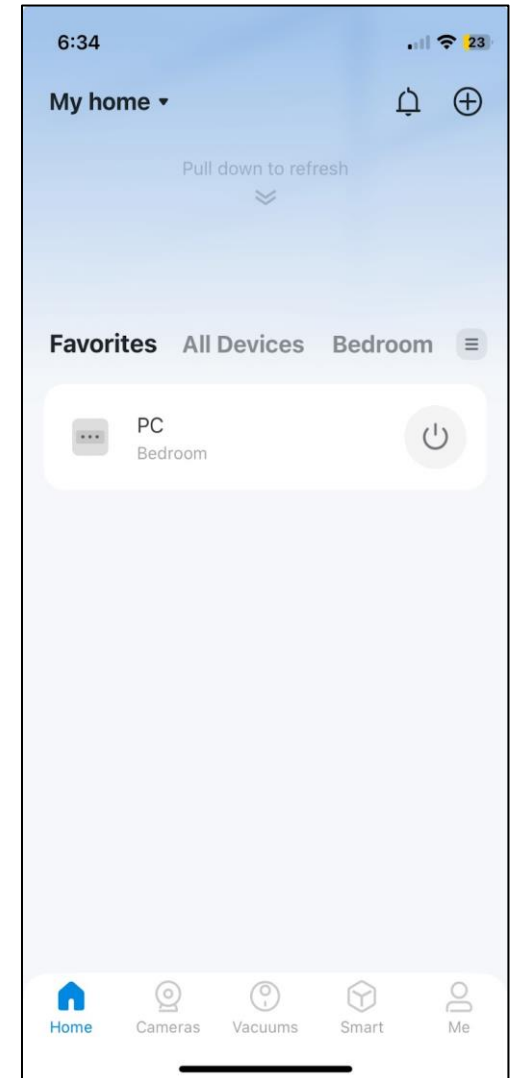 6:34
23
My home
Pull down to refresh
Favorites All Devices Bedroom
PC
Bedroom
Home Cameras Vacuums Smart Me